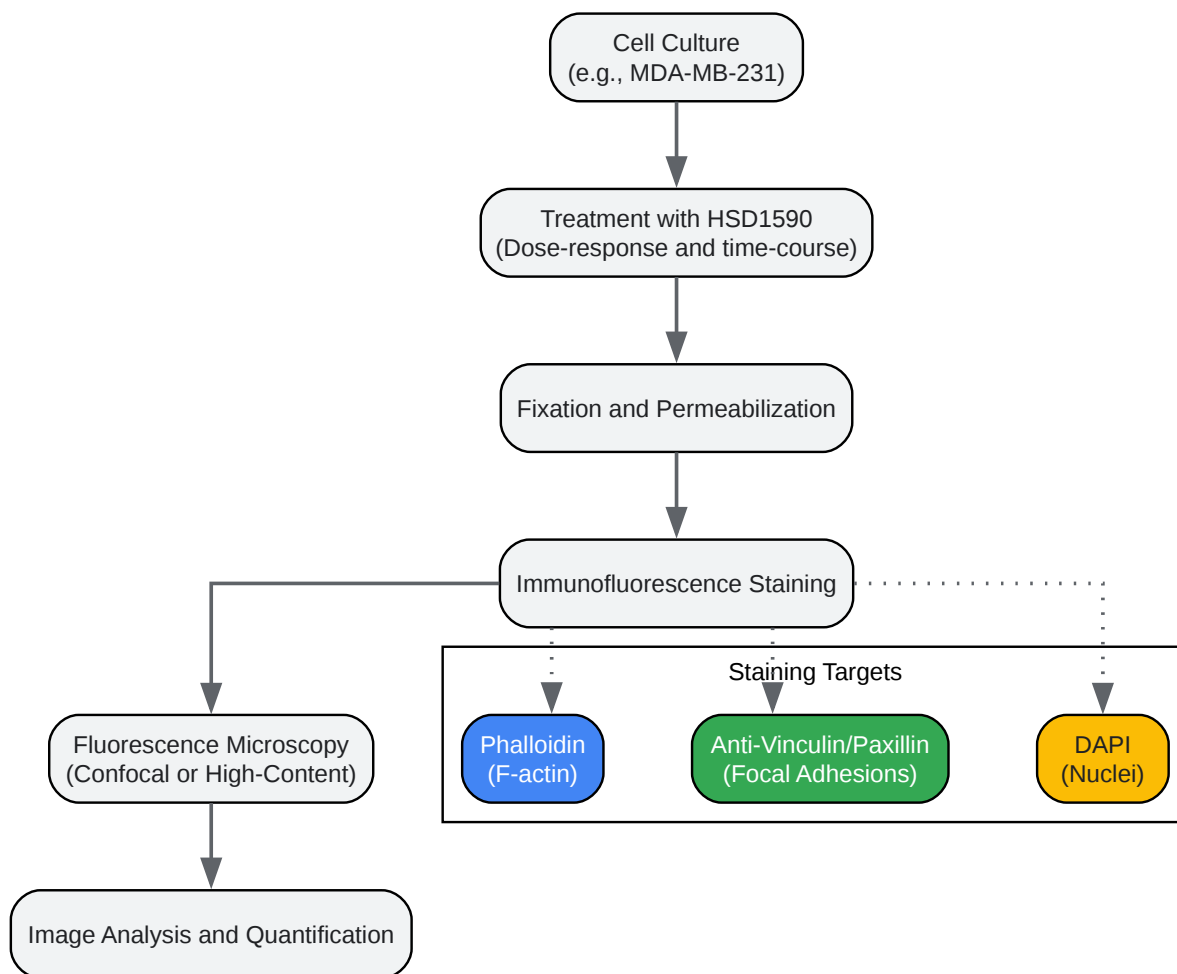 Cell Culture
(e.g., MDA-MB-231)
Treatment with HSD1590
(Dose-response and time-course)
Fixation and Permeabilization
Immunofluorescence Staining
Staining Targets
Fluorescence Microscopy
(Confocal or High-Content)
Phalloidin
(F-actin)
Anti-Vinculin/Paxillin
(Focal Adhesions)
DAPI
(Nuclei)
Image Analysis and Quantification